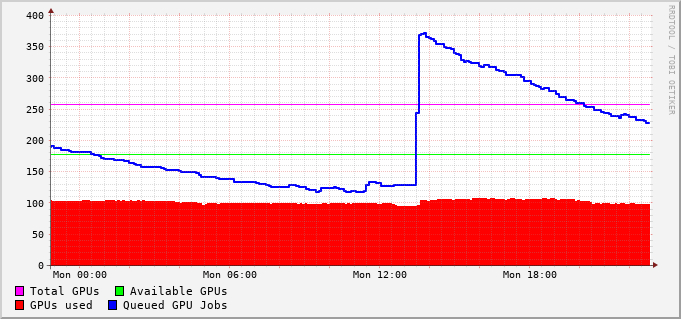 400
350
300
250
200
150
100
50
0
Mon 00:00 Mon 06:00 Mon 12:00 Mon 18:00
Total GPUs Available GPUs
GPUs used Queued GPU Jobs
RRDTOOL / TOBI OETIKER